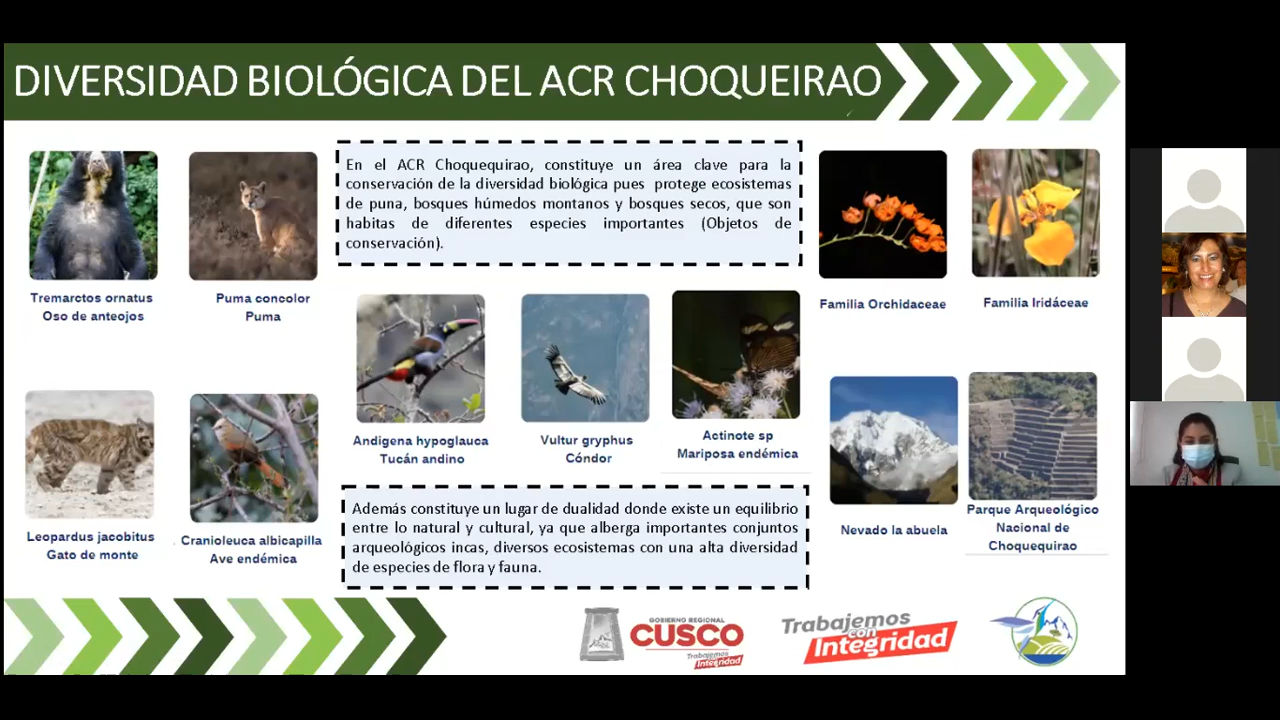 DIVERSIDAD BIOLÓGICA DEL ACR CHOQUEIRAO
En el ACR Choquequirao, constituye un área clave para la
conservación de la diversidad biológica pues protege ecosistemas
de puna, bosques húmedos montanos y bosques secos, que son
habitas de diferentes especies importantes (Objetos de
conservación).
Tremarctos ornatus
Oso de anteojos
Puma concolor
Puma
Familia Orchidaceae
Familia Iridáceae
Andigena hypoglauca
Tucán andino
Vultur gryphus
Cóndor
Actinote sp
Mariposa endémica
Leopardus jacobitus
Gato de monte
Cranioleuca albicapilla
Ave endémica
Nevado la abuela
Parque Arqueológico
Nacional de
Choquequirao
Además constituye un lugar de dualidad donde existe un equilibrio
entre lo natural y cultural, ya que alberga importantes conjuntos
arqueológicos incas, diversos ecosistemas con una alta diversidad
de especies de flora y fauna.
GOBIERNO REGIONAL
CUSCO
Trabajemos
con
Integridad
Trabajemos
con
Integridad